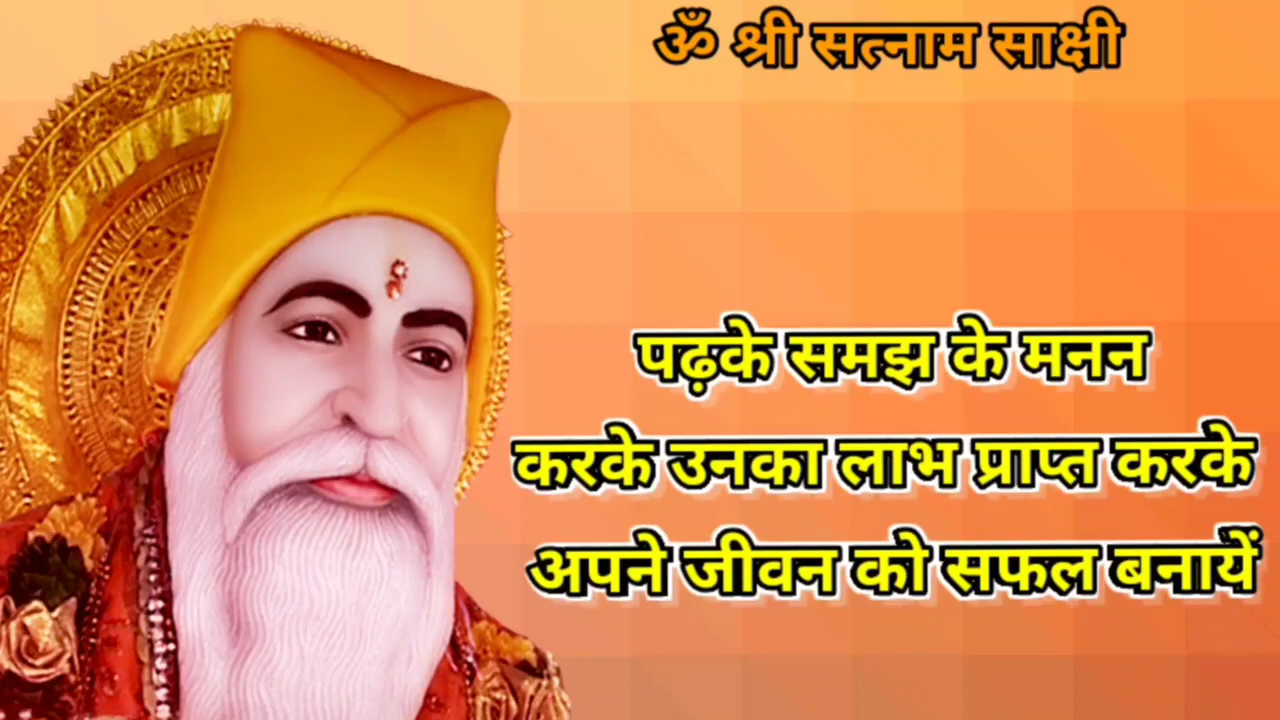 ॐ श्री सत्नाम साक्षी
पढ़के समझ के मनन
करके उनका लाभ प्राप्त करके
अपने जीवन को सफल बनायें